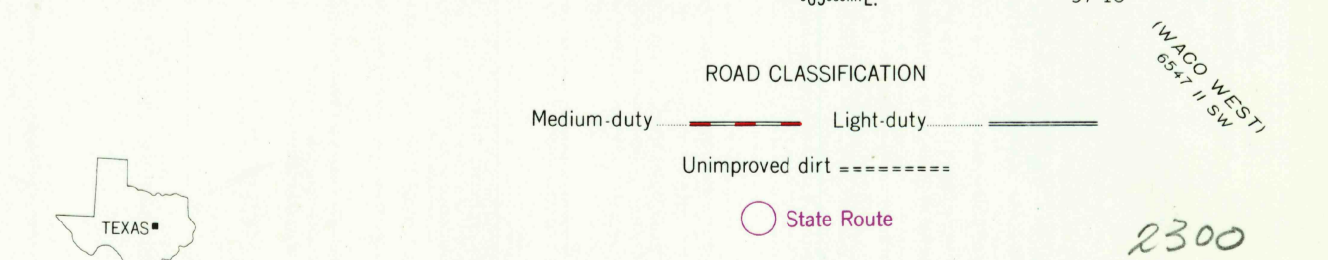 ROAD CLASSIFICATION
Medium-duty Light-duty
Unimproved dirt
State Route
TEXAS
(WACO WEST)
6547 II SW
2300